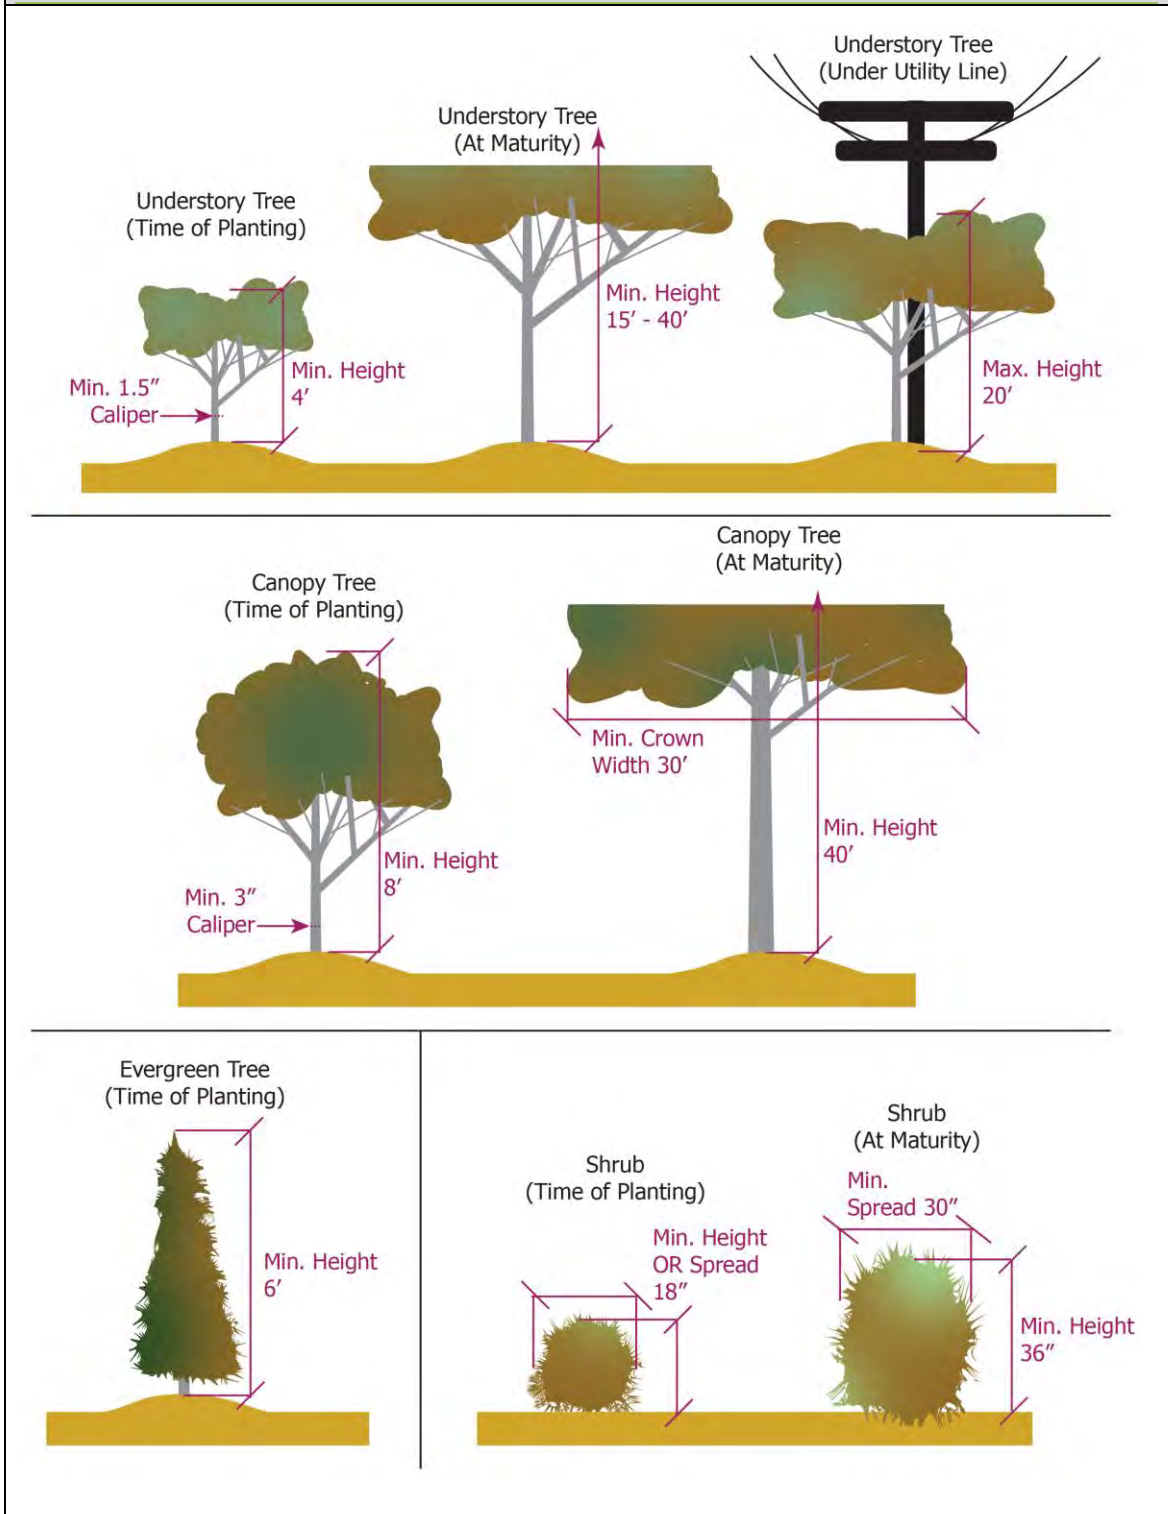 Understory Tree
(Under Utility Line)
Understory Tree
(At Maturity)
Understory Tree
(Time of Planting)
Min. Height
15' - 40'
Min. Height
4'
Max. Height
20'
Min. 1.5"
Caliper
Canopy Tree
(At Maturity)
Canopy Tree
(Time of Planting)
Min. Crown
Width 30'
Min. Height
40'
Min. Height
8'
Min. 3"
Caliper
Evergreen Tree
(Time of Planting)
Min. Height
6'
Shrub
(At Maturity)
Shrub
(Time of Planting)
Min.
Spread 30"
Min. Height
OR Spread
18"
Min. Height
36"